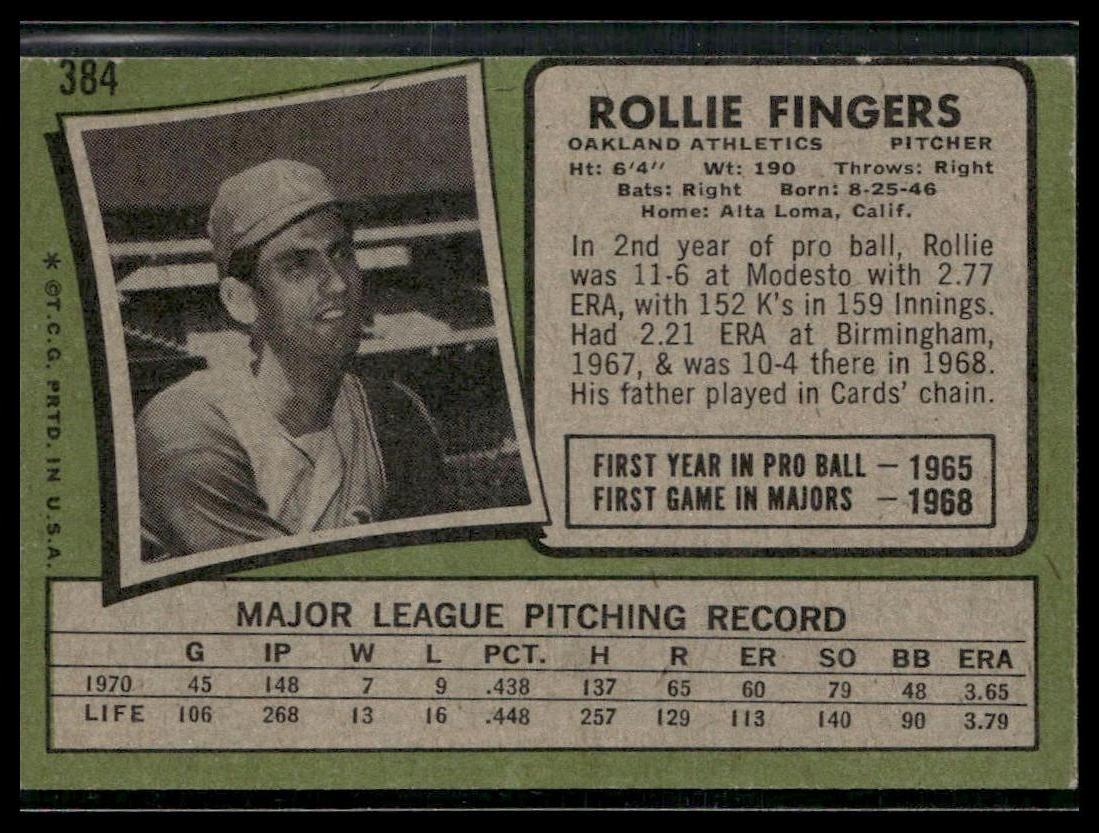 384
ROLLIE FINGERS
OAKLAND ATHLETICS PITCHER
Ht: 6'4" Wt: 190 Throws: Right
Bats: Right Born: 8-25-46
Home: Alta Loma, Calif.
In 2nd year of pro ball, Rollie
was 11-6 at Modesto with 2.77
ERA, with 152 K's in 159 Innings.
Had 2.21 ERA at Birmingham,
1967, & was 10-4 there in 1968.
His father played in Cards' chain.
FIRST YEAR IN PRO BALL – 1965
FIRST GAME IN MAJORS – 1968
* ©T.C.G. PRTD. IN U.S.A.
MAJOR LEAGUE PITCHING RECORD
G IP W L PCT. H R ER SO BB ERA
1970 45 148 7 9 .438 137 65 60 79 48 3.65
LIFE 106 268 13 16 .448 257 129 113 140 90 3.79